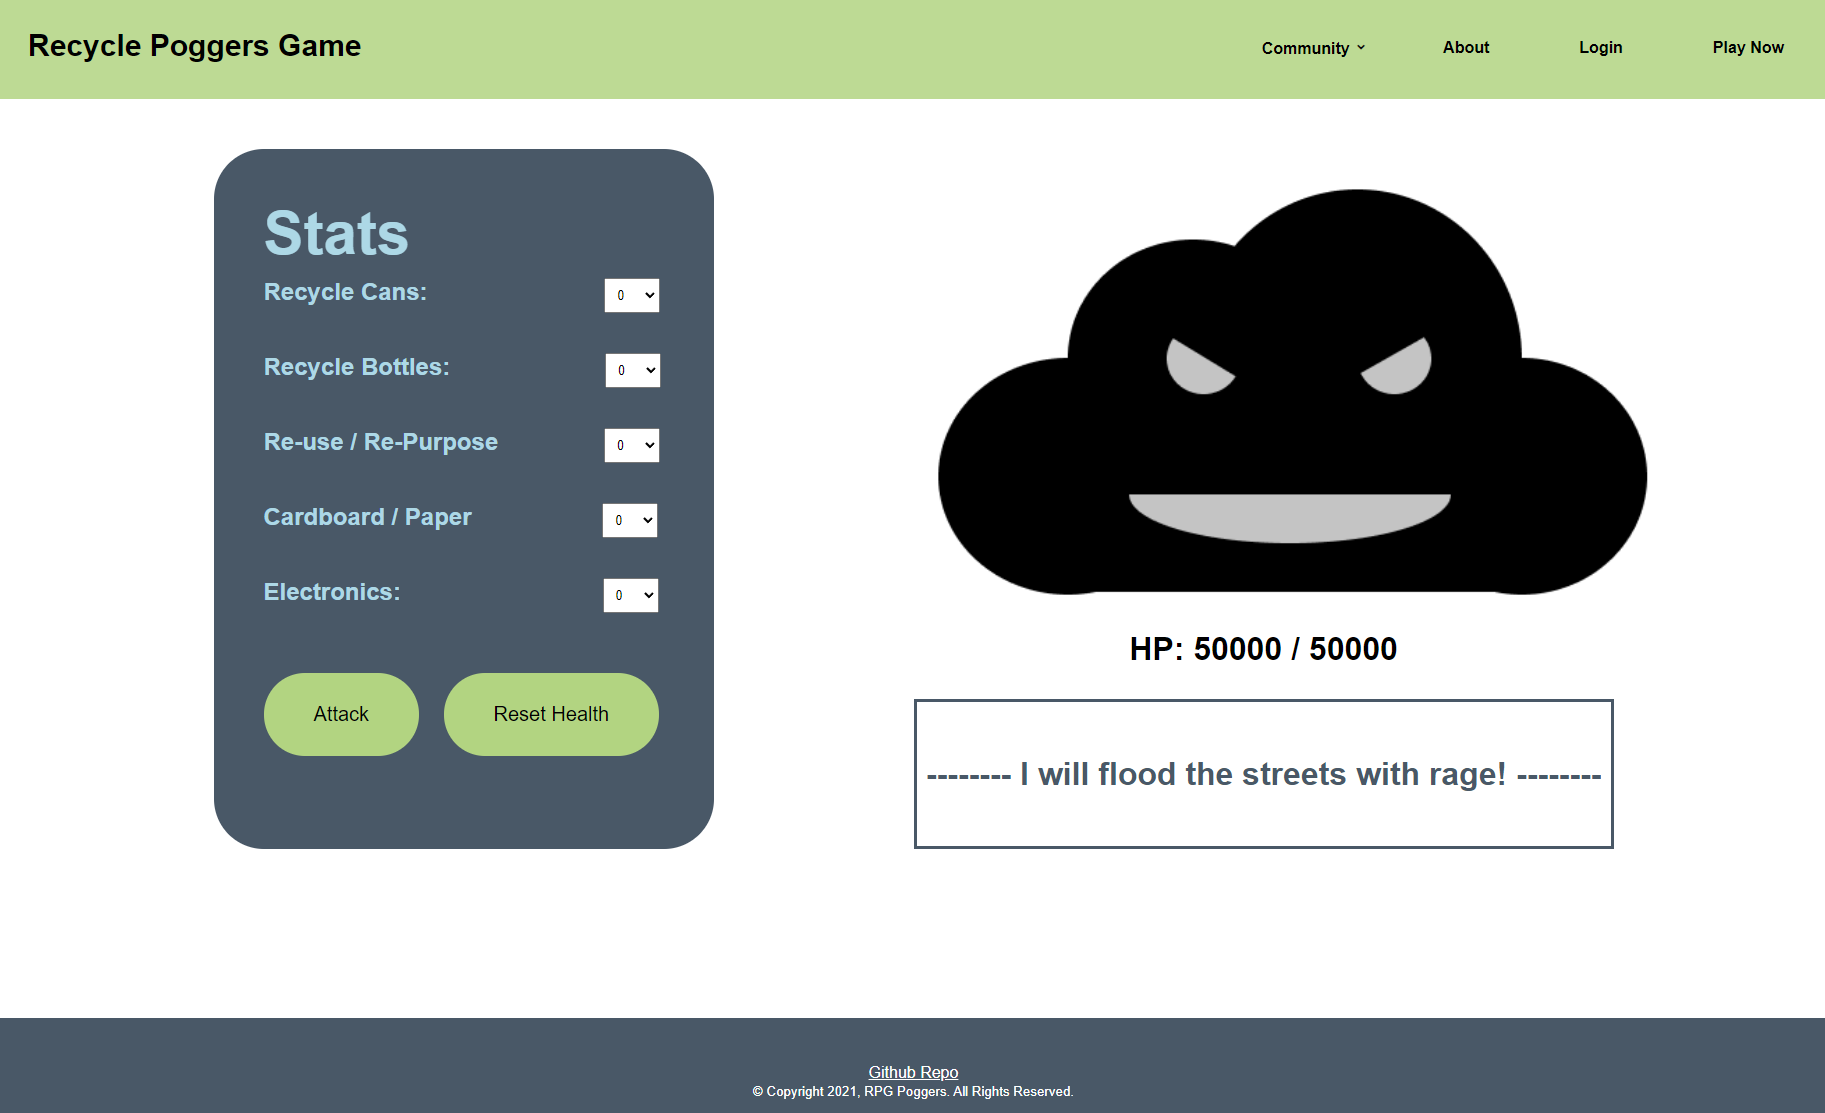 Recycle Poggers Game
Community
About
Login
Play Now
Stats
Recycle Cans:
0
Recycle Bottles:
0
Re-use / Re-Purpose
0
Cardboard / Paper
0
Electronics:
0
Attack
Reset Health
HP: 50000 / 50000
-------- I will flood the streets with rage! --------
Github Repo
© Copyright 2021, RPG Poggers. All Rights Reserved.